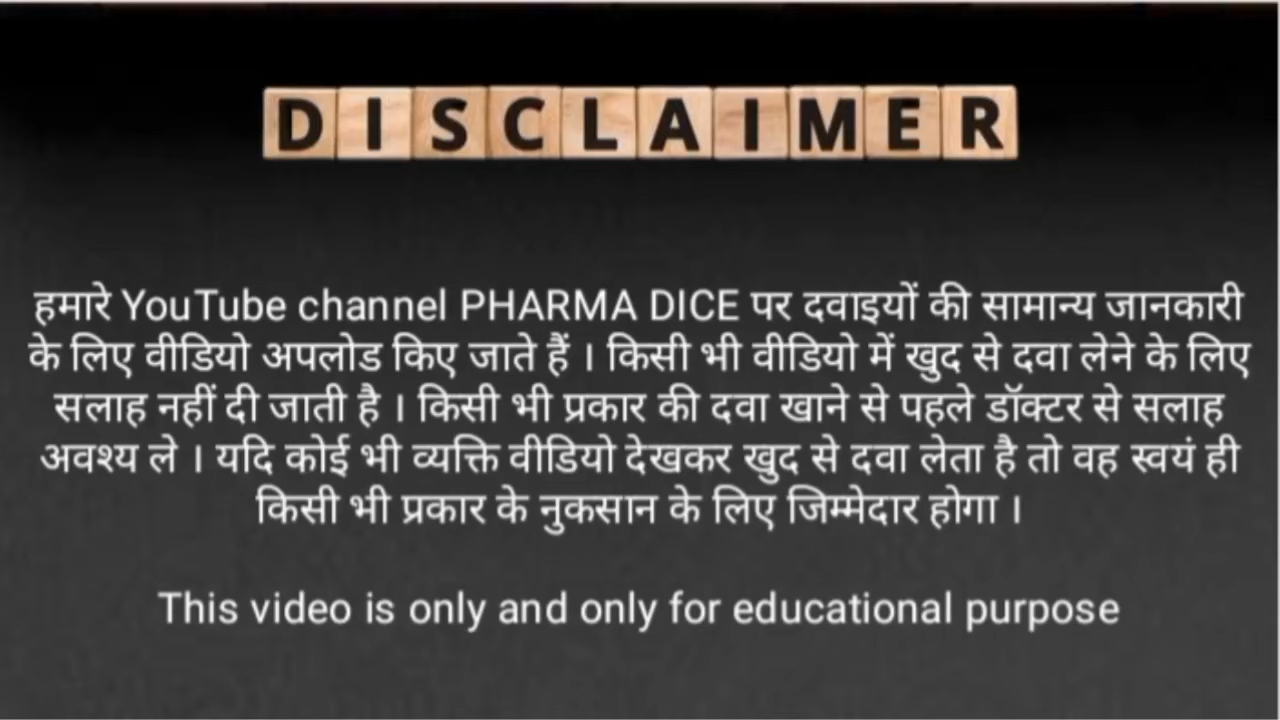 DISCLAIMER
हमारे YouTube channel PHARMA DICE पर दवाइयों की सामान्य जानकारी
के लिए वीडियो अपलोड किए जाते हैं । किसी भी वीडियो में खुद से दवा लेने के लिए
सलाह नहीं दी जाती है । किसी भी प्रकार की दवा खाने से पहले डॉक्टर से सलाह
अवश्य ले । यदि कोई भी व्यक्ति वीडियो देखकर खुद से दवा लेता है तो वह स्वयं ही
किसी भी प्रकार के नुकसान के लिए जिम्मेदार होगा ।
This video is only and only for educational purpose